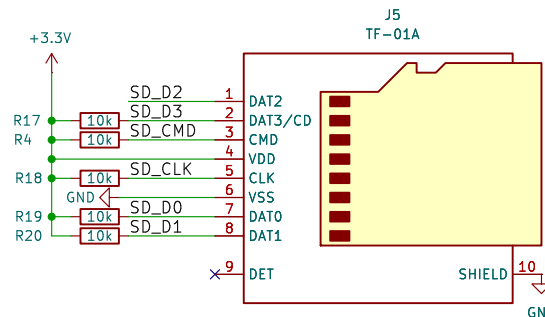 J5
TF-01A
+3.3V
SD_D2 1 DAT2
R17 10k SD_D3 2 DAT3/CD
R4 10k SD_CMD 3 CMD
4 VDD
R18 10k SD_CLK 5 CLK
GND 6 VSS
R19 10k SD_D0 7 DAT0
R20 10k SD_D1 8 DAT1
9 DET SHIELD 10